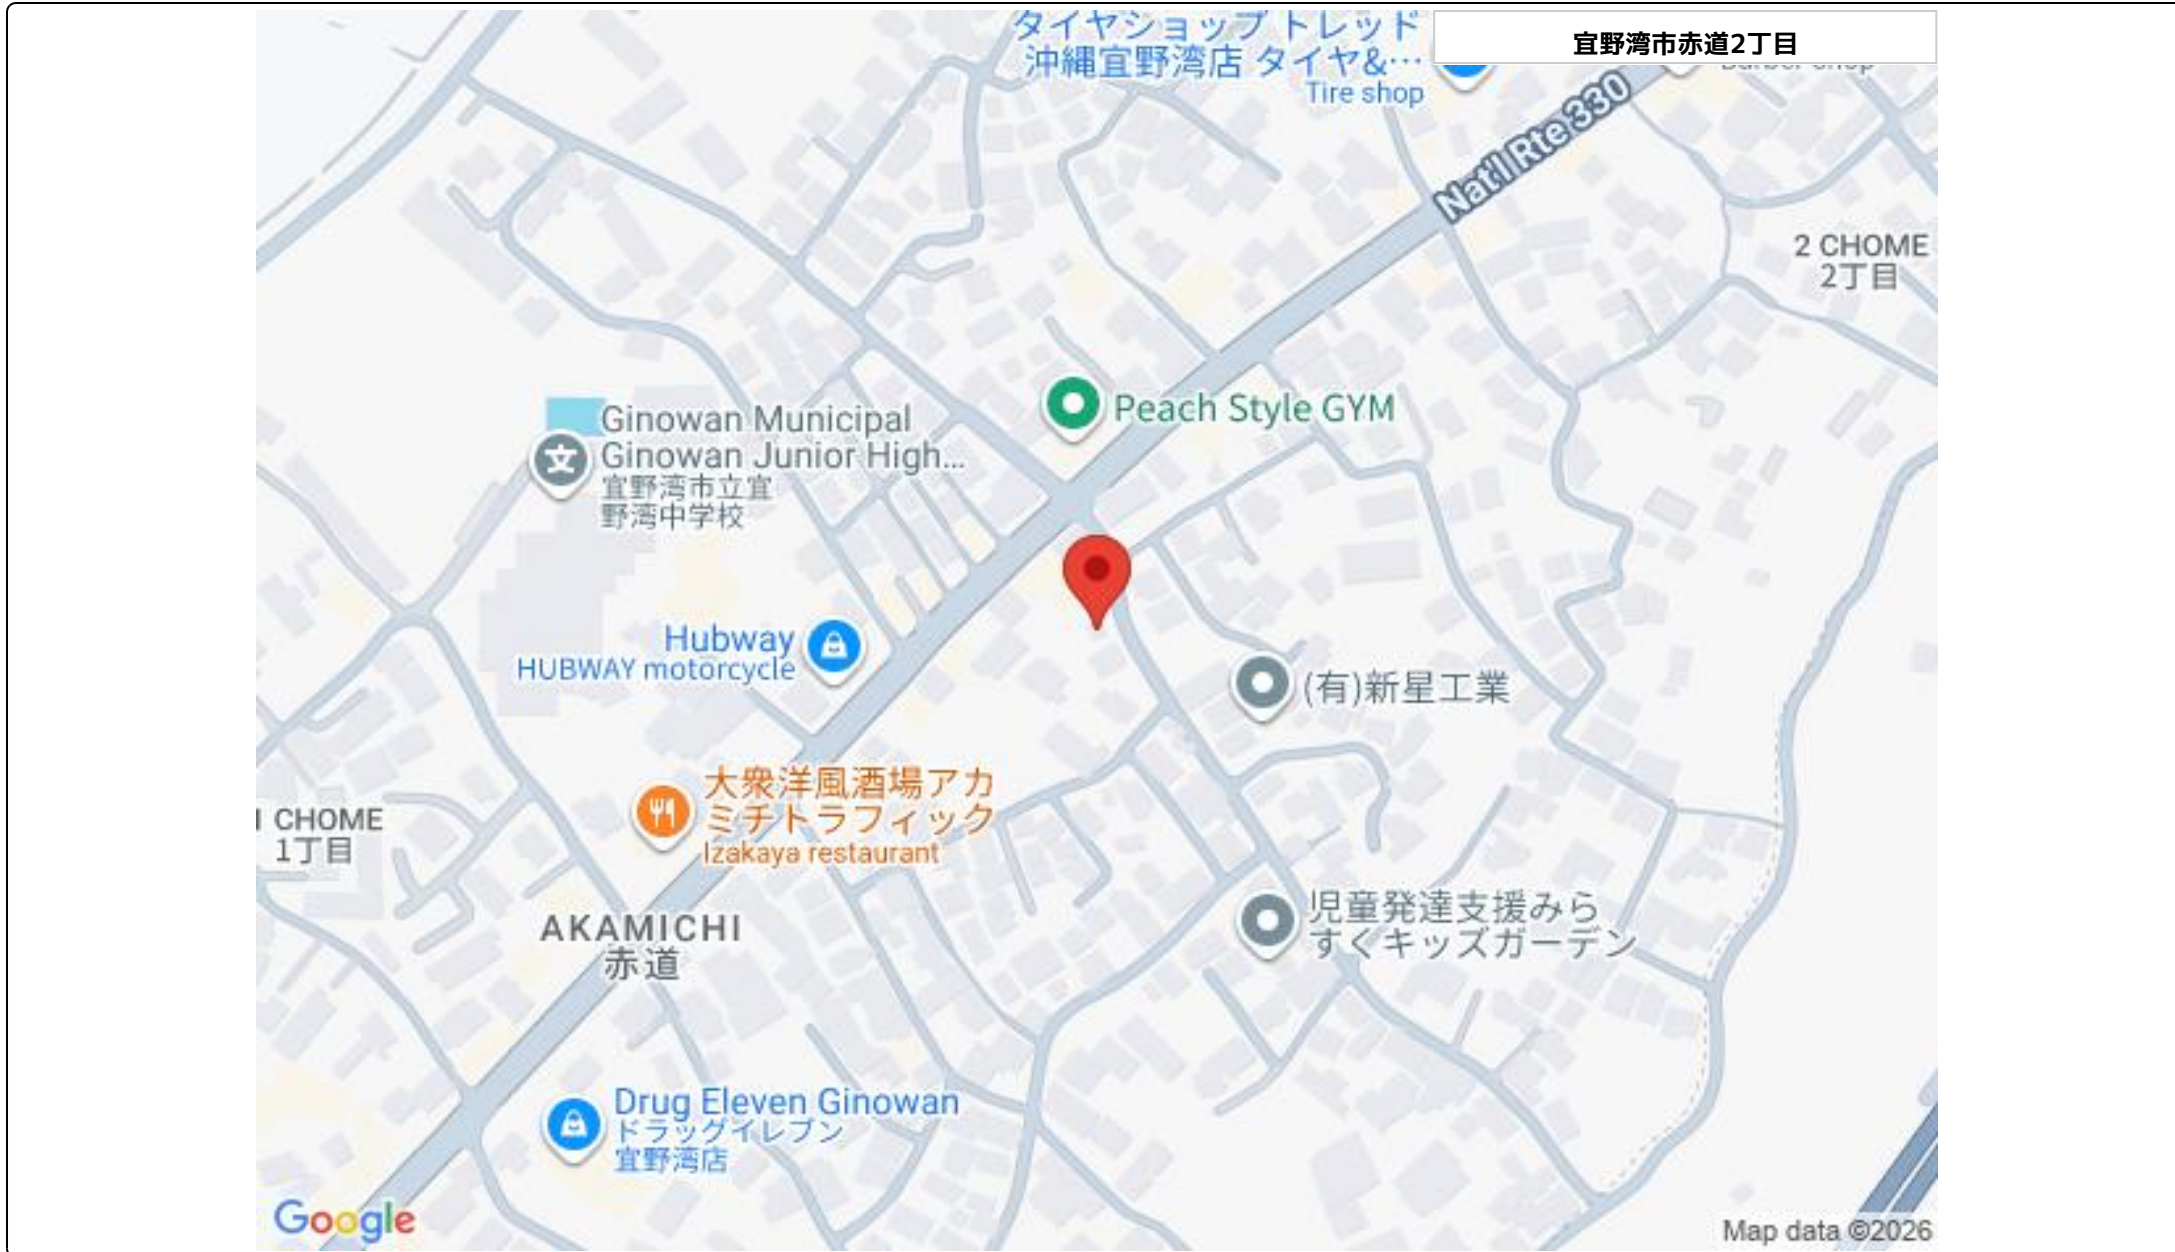 タイヤショップ トレッド
沖縄宜野湾店 タイヤ&…
Tire shop
宜野湾市赤道2丁目
Nat'l Rte 330
2 CHOME
2丁目
Peach Style GYM
Ginowan Municipal
Ginowan Junior High...
宜野湾市立宜
野湾中学校
Hubway
HUBWAY motorcycle
(有)新星工業
大衆洋風酒場アカ
ミチトラフィック
Izakaya restaurant
CHOME
1丁目
児童発達支援みら
すくキッズガーデン
AKAMICHI
赤道
Drug Eleven Ginowan
ドラッグイレブン
宜野湾店
Google
Map data ©2026